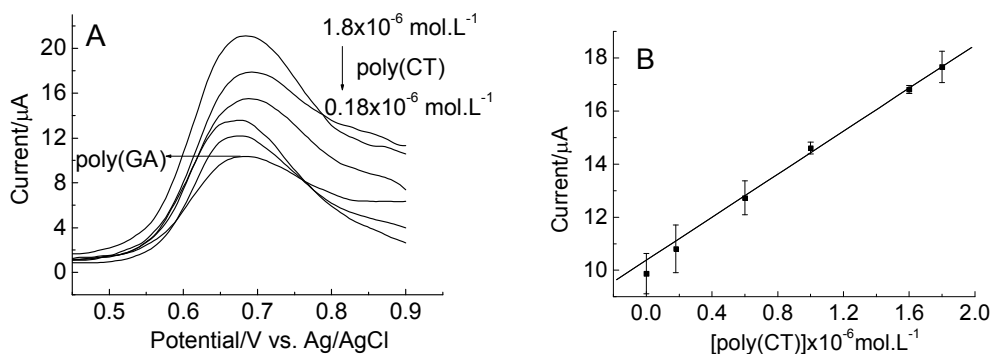 A
1.8x10⁻⁶ mol.L⁻¹
poly(CT)
0.18x10⁻⁶ mol.L⁻¹
poly(GA)
20
16
12
8
4
0
Current/µA
0.5 0.6 0.7 0.8 0.9
Potential/V vs. Ag/AgCl
B
18
16
14
12
10
Current/µA
0.0 0.4 0.8 1.2 1.6 2.0
[poly(CT)]x10⁻⁶mol.L⁻¹